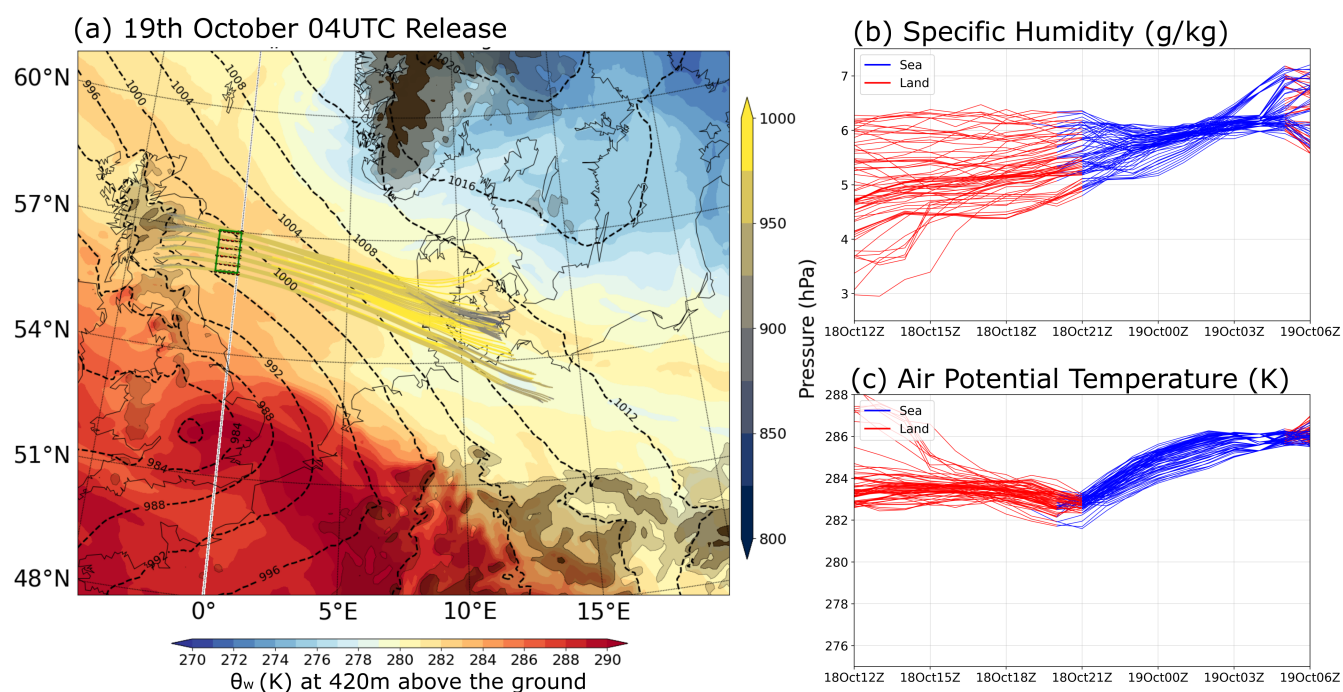 (a) 19th October 04UTC Release
60°N
57°N
54°N
51°N
48°N
0°
5°E
10°E
15°E
996
1000
1004
1008
1020
1016
1004
1008
1000
992
988
984
984
988
992
996
1012
1000
950
900
850
800
Pressure (hPa)
270 272 274 276 278 280 282 284 286 288 290
θw (K) at 420m above the ground
(b) Specific Humidity (g/kg)
Sea
Land
7
6
5
4
3
18Oct12Z 18Oct15Z 18Oct18Z 18Oct21Z 19Oct00Z 19Oct03Z 19Oct06Z
(c) Air Potential Temperature (K)
Sea
Land
288
286
284
282
280
278
276
18Oct12Z 18Oct15Z 18Oct18Z 18Oct21Z 19Oct00Z 19Oct03Z 19Oct06Z